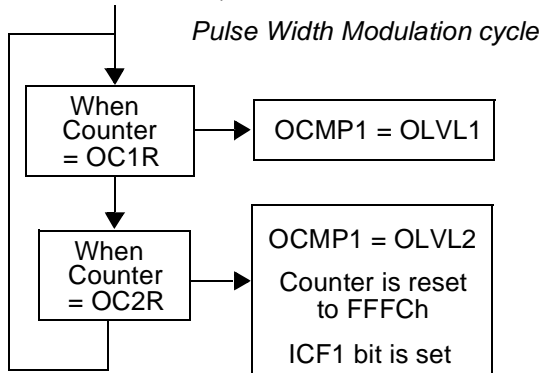 Pulse Width Modulation cycle
When
Counter
= OC1R
OCMP1 = OLVL1
When
Counter
= OC2R
OCMP1 = OLVL2
Counter is reset
to FFFCh
ICF1 bit is set